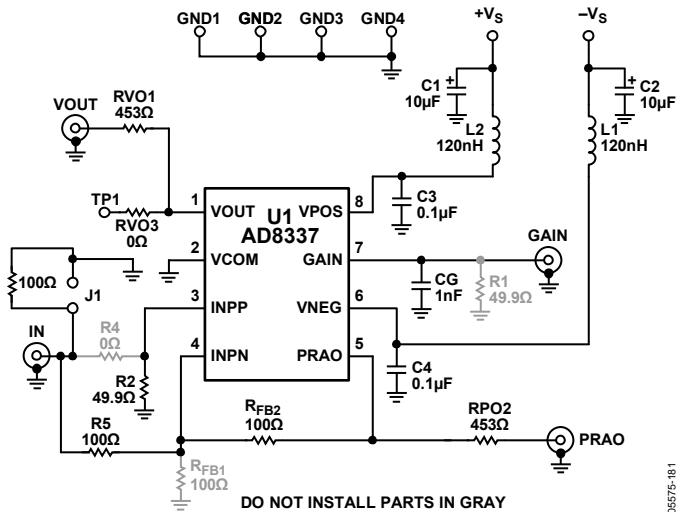 GND1 GND2 GND3 GND4
+VS
–VS
C1 +
10µF
+ C2
10µF
L2
120nH
L1
120nH
VOUT
RVO1
453Ω
TP1
RVO3
0Ω
C3
0.1µF
U1
AD8337
1 VOUT
2 VCOM
3 INPP
4 INPN
VPOS 8
GAIN 7
VNEG 6
PRAO 5
GAIN
CG
1nF
R1
49.9Ω
100Ω
J1
IN
R4
0Ω
R2
49.9Ω
C4
0.1µF
R5
100Ω
RFB2
100Ω
RPO2
453Ω
PRAO
RFB1
100Ω
DO NOT INSTALL PARTS IN GRAY
05575-181